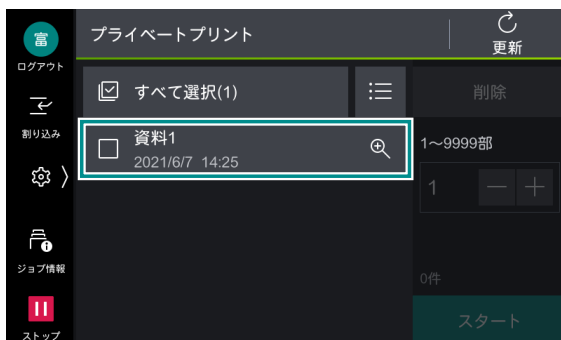 富
ログアウト
割り込み
ジョブ情報
ストップ
プライベートプリント
更新
すべて選択(1)
資料1
2021/6/7 14:25
削除
1~9999部
1
0件
スタート